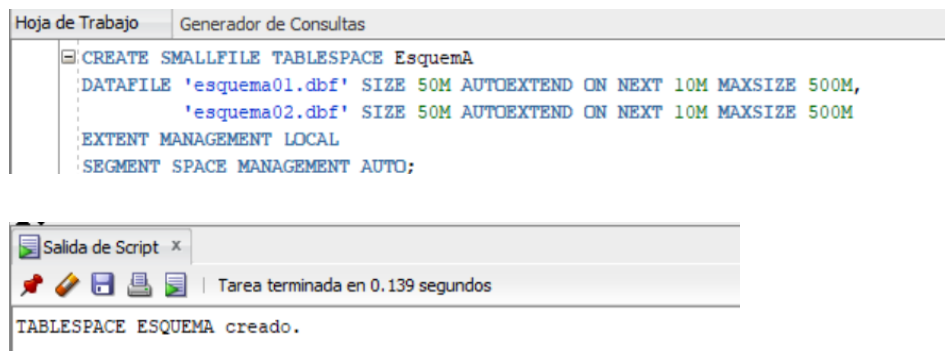 Hoja de Trabajo Generador de Consultas
CREATE SMALLFILE TABLESPACE EsquemA
DATAFILE 'esquema01.dbf' SIZE 50M AUTOEXTEND ON NEXT 10M MAXSIZE 500M,
'esquema02.dbf' SIZE 50M AUTOEXTEND ON NEXT 10M MAXSIZE 500M
EXTENT MANAGEMENT LOCAL
SEGMENT SPACE MANAGEMENT AUTO;
Salida de Script x
Tarea terminada en 0.139 segundos
TABLESPACE ESQUEMA creado.